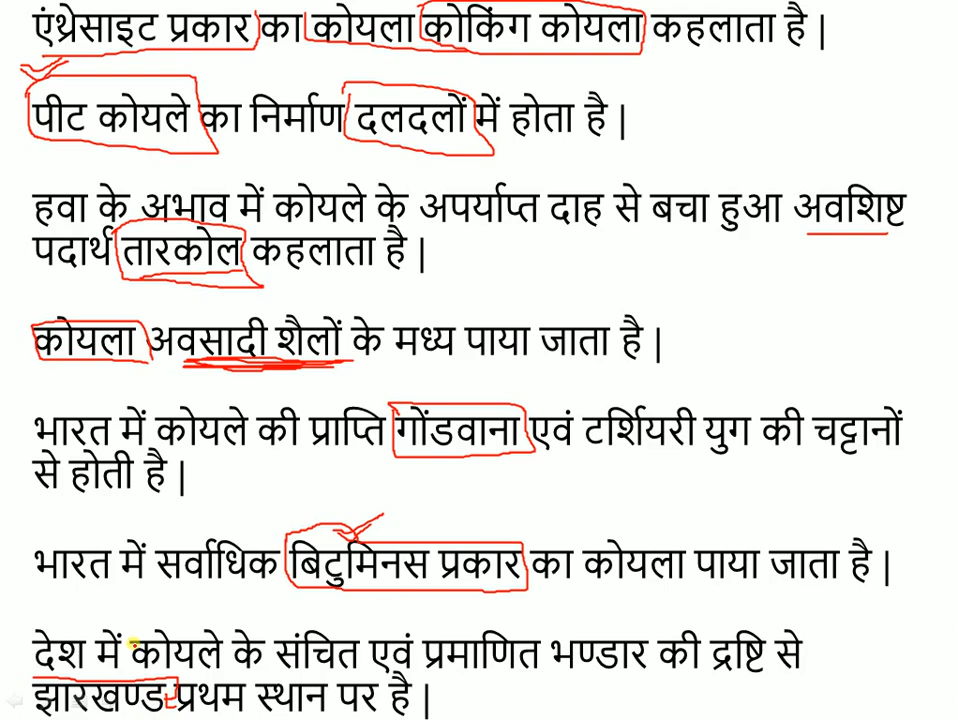 एंथ्रेसाइट प्रकार का कोयला कोकिंग कोयला कहलाता है |
पीट कोयले का निर्माण दलदलों में होता है |
हवा के अभाव में कोयले के अपर्याप्त दाह से बचा हुआ अवशिष्ट
पदार्थ तारकोल कहलाता है |
कोयला अवसादी शैलों के मध्य पाया जाता है |
भारत में कोयले की प्राप्ति गोंडवाना एवं टर्शियरी युग की चट्टानों
से होती है |
भारत में सर्वाधिक बिटुमिनस प्रकार का कोयला पाया जाता है |
देश में कोयले के संचित एवं प्रमाणित भण्डार की द्रष्टि से
झारखण्ड प्रथम स्थान पर है |